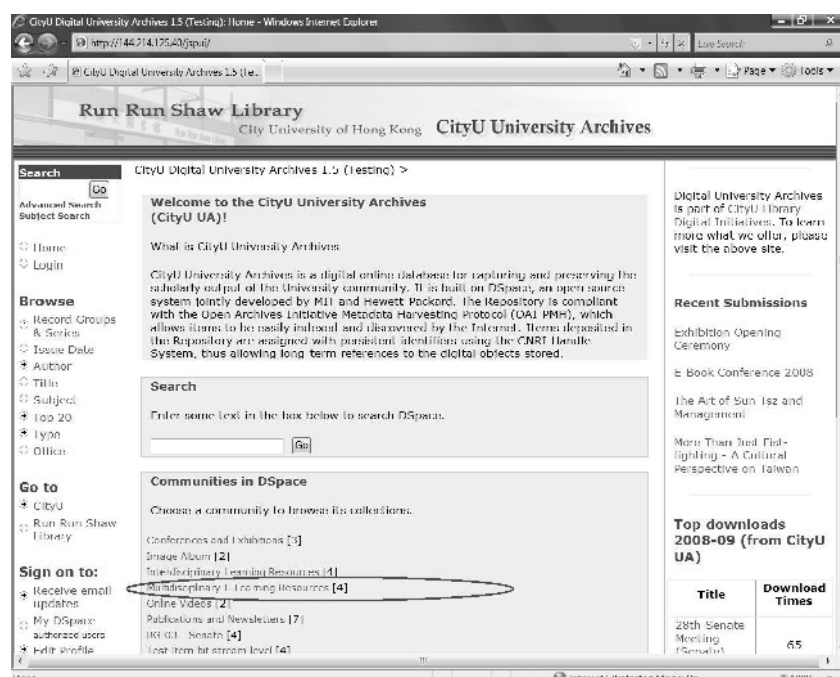 CityU Digital University Archives 1.5 (Testing): Home - Windows Internet Explorer
http://144.214.125.40/jspui/
Live Search
CityU Digital University Archives 1.5 (Te...
Page
Tools
Run Run Shaw Library
City University of Hong Kong
CityU University Archives
Search
Go
Advanced Search
Subject Search
Home
Login
Browse
Record Groups
& Series
Issue Date
Author
Title
Subject
Top 20
Type
Office
Go to
CityU
Run Run Shaw
Library
Sign on to:
Receive email
updates
My DSpace
authorized users
Edit Profile
CityU Digital University Archives 1.5 (Testing) >
Welcome to the CityU University Archives
(CityU UA)!
What is CityU University Archives
CityU University Archives is a digital online database for capturing and preserving the
scholarly output of the University community. It is built on DSpace, an open source
system jointly developed by MIT and Hewett Packard. The Repository is compliant
with the Open Archives Initiative Metadata Harvesting Protocol (OAI PMH), which
allows items to be easily indexed and discovered by the Internet. Items deposited in
the Repository are assigned with persistent identifiers using the CNRI Handle
System, thus allowing long term references to the digital objects stored.
Search
Enter some text in the box below to search DSpace.
Go
Communities in DSpace
Choose a community to browse its collections.
Conferences and Exhibitions [3]
Image Album [2]
Interdisciplinary Learning Resources [4]
Multidisciplinary E-Learning Resources [4]
Online Videos [2]
Publications and Newsletters [7]
RG 03 - Senate [4]
Test item bit stream level [4]
Digital University Archives
is part of CityU Library
Digital Initiatives. To learn
more what we offer, please
visit the above site.
Recent Submissions
Exhibition Opening
Ceremony
E-Book Conference 2008
The Art of Sun Tsz and
Management
More Than Just Fist-
fighting - A Cultural
Perspective on Taiwan
Top downloads
2008-09 (from CityU
UA)
Title
Download
Times
28th Senate
Meeting
(Senate)
65